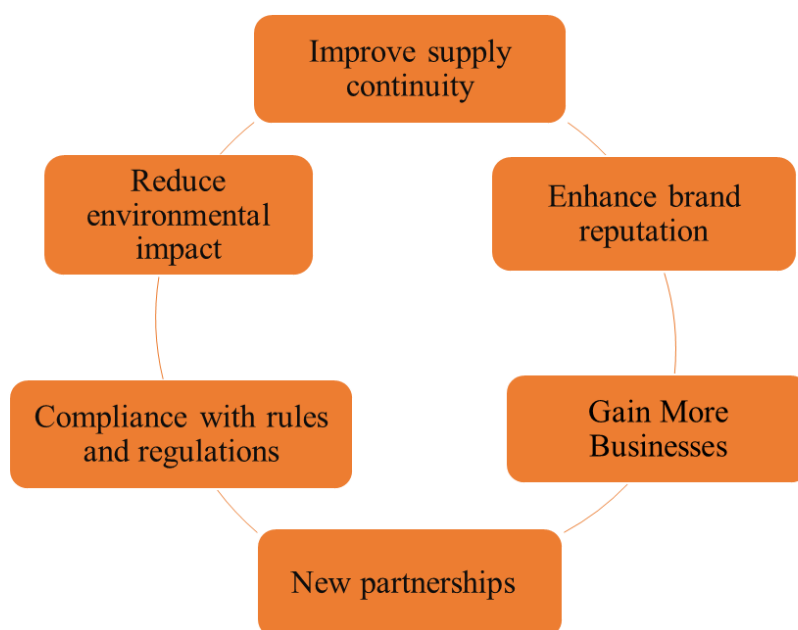 Improve supply
continuity
Enhance brand
reputation
Gain More
Businesses
New partnerships
Compliance with rules
and regulations
Reduce
environmental
impact